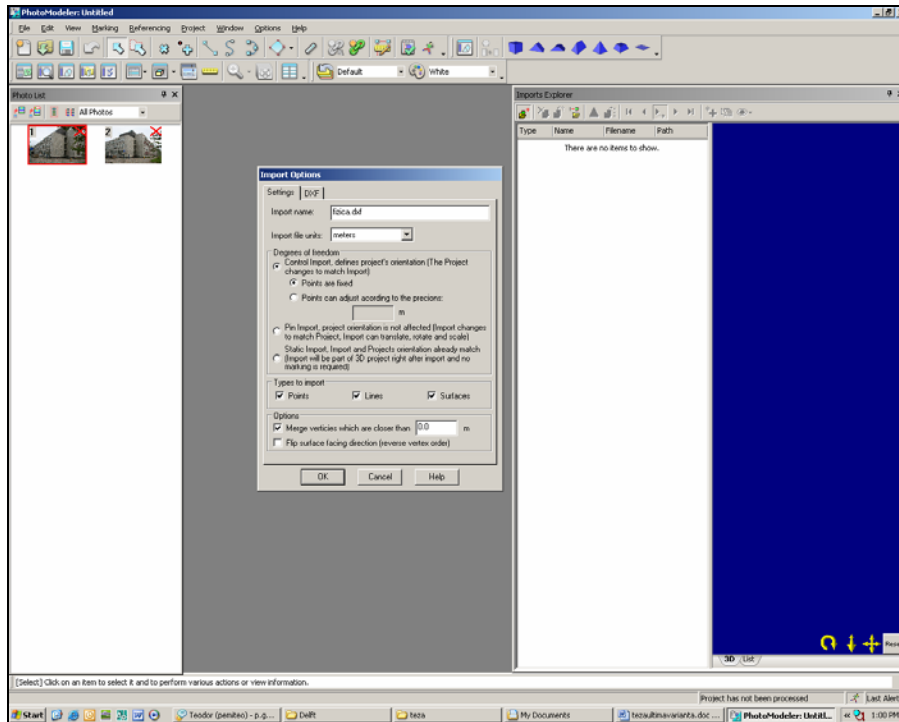 PhotoModeler: Untitled
File Edit View Marking Referencing Project Window Options Help
Default White
Photo List
All Photos
1 2
Imports Explorer
Type Name Filename Path
There are no items to show.
Import Options
Settings DXF
Import name: fizica.dxf
Import file units: meters
Degrees of freedom
Control Import, defines project's orientation (The Project
changes to match Import)
Points are fixed
Points can adjust acording to the precions:
m
Pin Import, project orientation is not affected (Import changes
to match Project, Import can translate, rotate and scale)
Static Import, Import and Projects orientation already match
(Import will be part of 3D project right after import and no
marking is required)
Types to import
Points Lines Surfaces
Options
Merge verticies which are closer than 0.0 m
Flip surface facing direction (reverse vertex order)
OK Cancel Help
3D List
[Select] Click on an item to select it and to perform various actions or view information.
Project has not been processed Last Alert
Start Teodor (pemiteo) - p.g... Delft teza My Documents tezaultimavarianta.doc ... PhotoModeler: Untitl... 1:00 PM